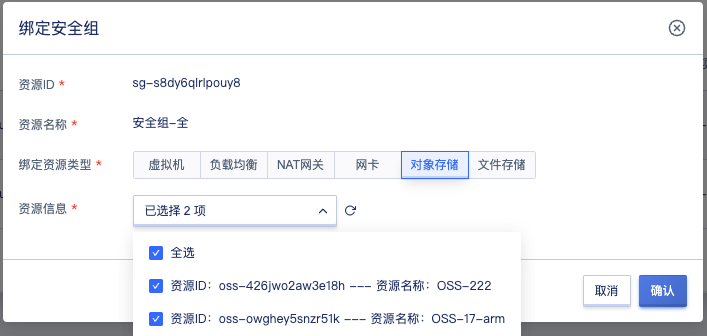 绑定安全组
资源ID *
sg-s8dy6qlrlpouy8
资源名称 *
安全组-全
绑定资源类型 *
虚拟机 负载均衡 NAT网关 网卡 对象存储 文件存储
资源信息 *
已选择 2 项
全选
资源ID：oss-426jwo2aw3e18h --- 资源名称：OSS-222
资源ID：oss-owghey5snzr51k --- 资源名称：OSS-17-arm
取消 确认